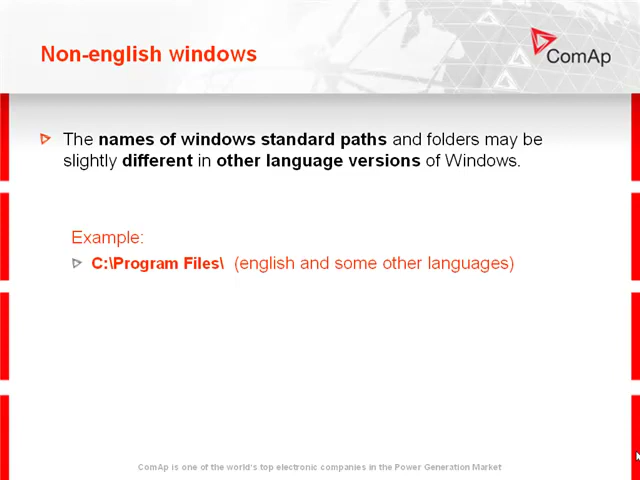 Non-english windows
ComAp
The names of windows standard paths and folders may be
slightly different in other language versions of Windows.
Example:
C:\Program Files\ (english and some other languages)
ComAp is one of the world's top electronic companies in the Power Generation Market